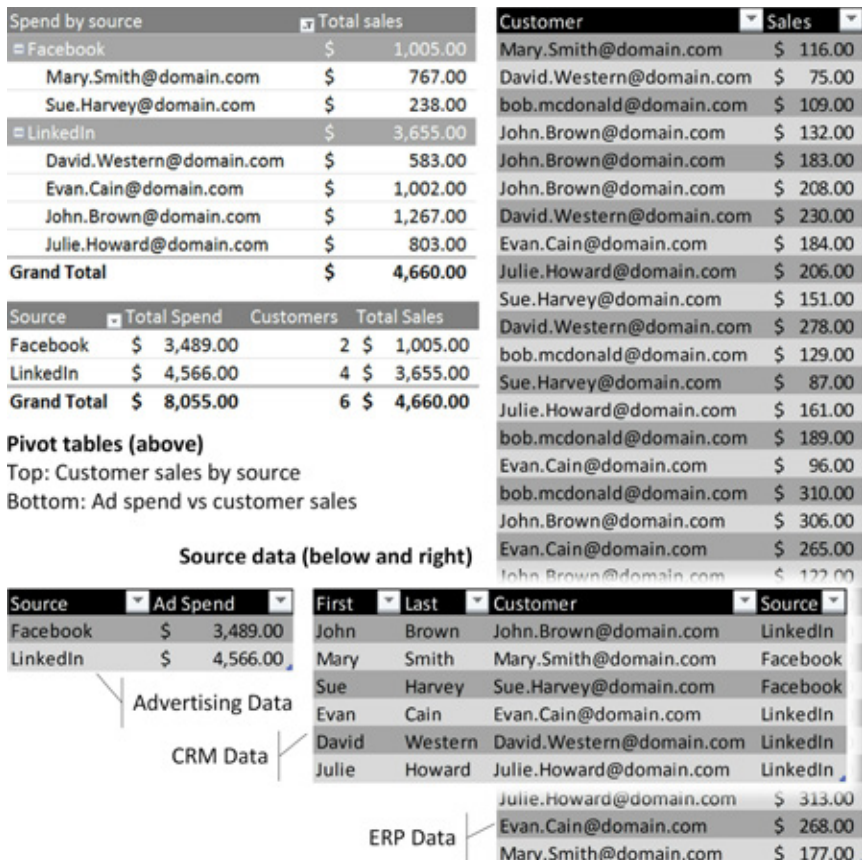 Spend by source Total sales
Facebook $ 1,005.00
Mary.Smith@domain.com $ 767.00
Sue.Harvey@domain.com $ 238.00
LinkedIn $ 3,655.00
David.Western@domain.com $ 583.00
Evan.Cain@domain.com $ 1,002.00
John.Brown@domain.com $ 1,267.00
Julie.Howard@domain.com $ 803.00
Grand Total $ 4,660.00
Source Total Spend Customers Total Sales
Facebook $ 3,489.00 2 $ 1,005.00
LinkedIn $ 4,566.00 4 $ 3,655.00
Grand Total $ 8,055.00 6 $ 4,660.00
Pivot tables (above)
Top: Customer sales by source
Bottom: Ad spend vs customer sales
Source data (below and right)
Customer Sales
Mary.Smith@domain.com $ 116.00
David.Western@domain.com $ 75.00
bob.mcdonald@domain.com $ 109.00
John.Brown@domain.com $ 132.00
John.Brown@domain.com $ 183.00
John.Brown@domain.com $ 208.00
David.Western@domain.com $ 230.00
Evan.Cain@domain.com $ 184.00
Julie.Howard@domain.com $ 206.00
Sue.Harvey@domain.com $ 151.00
David.Western@domain.com $ 278.00
bob.mcdonald@domain.com $ 129.00
Sue.Harvey@domain.com $ 87.00
Julie.Howard@domain.com $ 161.00
bob.mcdonald@domain.com $ 189.00
Evan.Cain@domain.com $ 96.00
bob.mcdonald@domain.com $ 310.00
John.Brown@domain.com $ 306.00
Evan.Cain@domain.com $ 265.00
John.Brown@domain.com $ 122.00
Source Ad Spend
Facebook $ 3,489.00
LinkedIn $ 4,566.00
Advertising Data
First Last Customer Source
John Brown John.Brown@domain.com LinkedIn
Mary Smith Mary.Smith@domain.com Facebook
Sue Harvey Sue.Harvey@domain.com Facebook
Evan Cain Evan.Cain@domain.com LinkedIn
David Western David.Western@domain.com LinkedIn
Julie Howard Julie.Howard@domain.com LinkedIn
CRM Data
Julie.Howard@domain.com $ 313.00
Evan.Cain@domain.com $ 268.00
Mary.Smith@domain.com $ 177.00
ERP Data